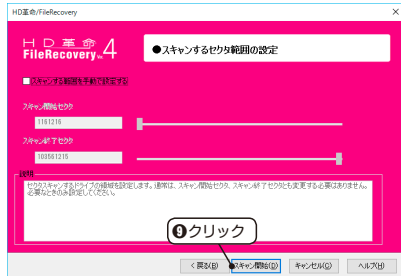 HD革命/FileRecovery
HD革命
FileRecovery Ver.4
●スキャンするセクタ範囲の設定
スキャンする範囲を手動で設定する
スキャン開始セクタ
1161216
スキャン終了セクタ
103561215
説明
セクタスキャンするドライブの領域を設定します。通常は、スキャン開始セクタ、スキャン終了セクタとも変更する必要はありません。
必要なときのみ設定してください。
❾クリック
< 戻る(B)
スキャン開始(D)
キャンセル(C)
ヘルプ(H)